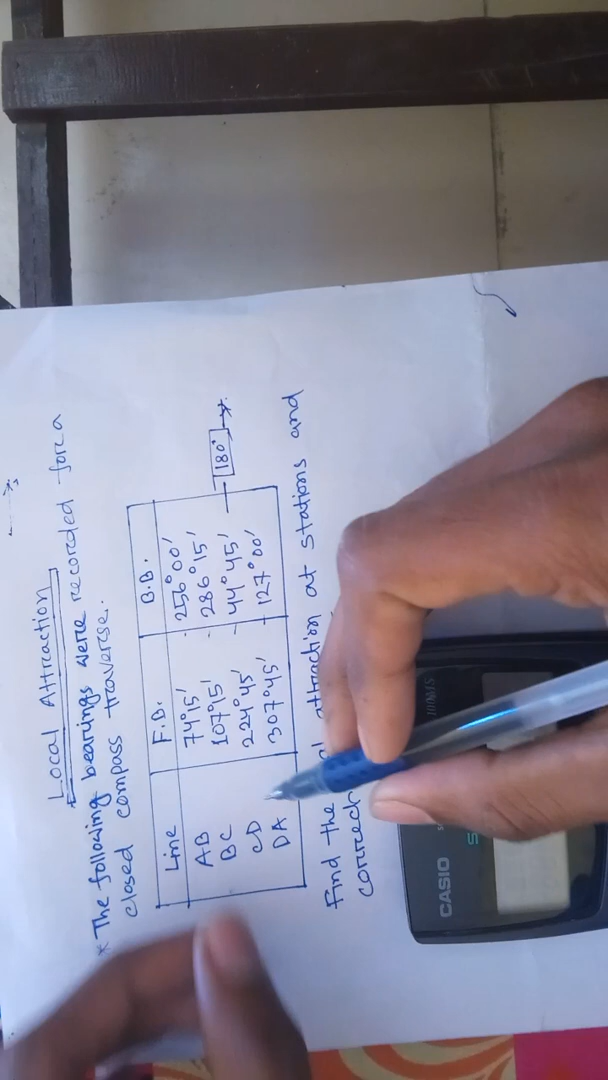 Local Attraction
* The following bearings were recorded for a
closed compass traverse.
Line F.B. B.B.
AB 74°15' - 256°00'
BC 107°15' - 286°15'
CD 224°45' - 44°45' 180°
DA 307°45' - 127°00'
Find the attraction at stations and
CASIO
100MS